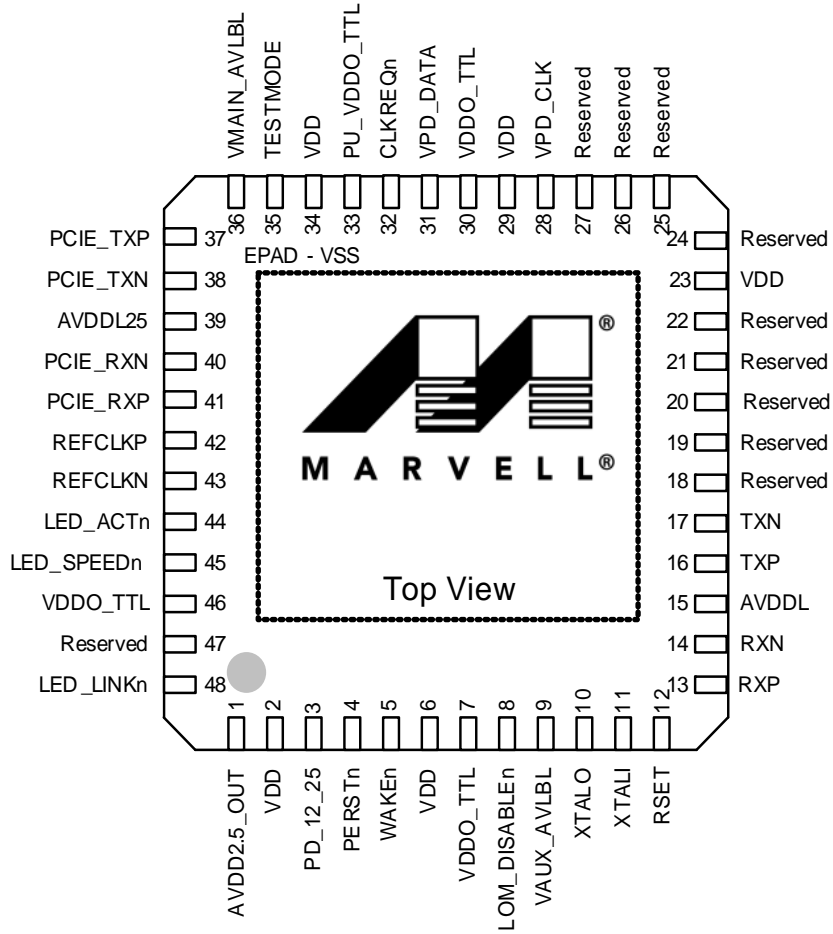 VMAIN_AVLBL
TESTMODE
VDD
PU_VDDO_TTL
CLKREQn
VPD_DATA
VDDO_TTL
VDD
VPD_CLK
Reserved
Reserved
Reserved
36
35
34
33
32
31
30
29
28
27
26
25
PCIE_TXP 37
PCIE_TXN 38
AVDDL25 39
PCIE_RXN 40
PCIE_RXP 41
REFCLKP 42
REFCLKN 43
LED_ACTn 44
LED_SPEEDn 45
VDDO_TTL 46
Reserved 47
LED_LINKn 48
EPAD - VSS
®
MARVELL®
Top View
24 Reserved
23 VDD
22 Reserved
21 Reserved
20 Reserved
19 Reserved
18 Reserved
17 TXN
16 TXP
15 AVDDL
14 RXN
13 RXP
1
2
3
4
5
6
7
8
9
10
11
12
AVDD2.5_OUT
VDD
PD_12_25
PERSTn
WAKEn
VDD
VDDO_TTL
LOM_DISABLEn
VAUX_AVLBL
XTALO
XTALI
RSET